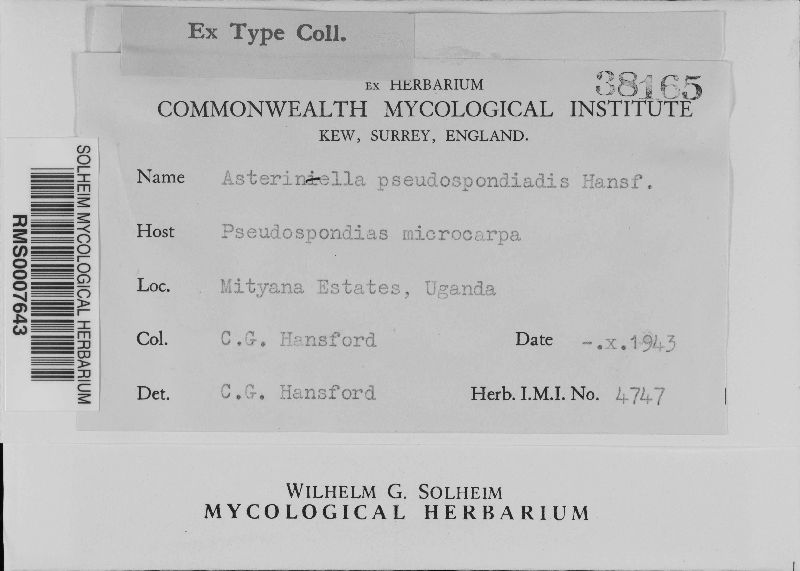 Ex Type Coll.
EX HERBARIUM
38165
COMMONWEALTH MYCOLOGICAL INSTITUTE
KEW, SURREY, ENGLAND.
Name Asteriniella pseudospondiadis Hansf.
Host Pseudospondias microcarpa
Loc. Mityana Estates, Uganda
Col. C.G. Hansford Date -.x.1943
Det. C.G. Hansford Herb. I.M.I. No. 4747
SOLHEIM MYCOLOGICAL HERBARIUM
RMS0007643
WILHELM G. SOLHEIM
MYCOLOGICAL HERBARIUM